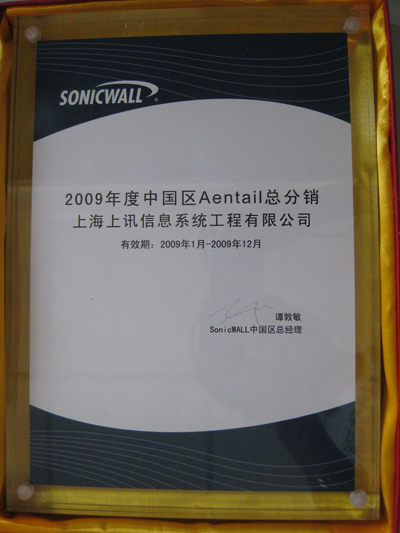 SONICWALL
2009年度中国区Aentail总分销
上海上讯信息系统工程有限公司
有效期：2009年1月-2009年12月
谭敦敏
SonicWALL中国区总经理